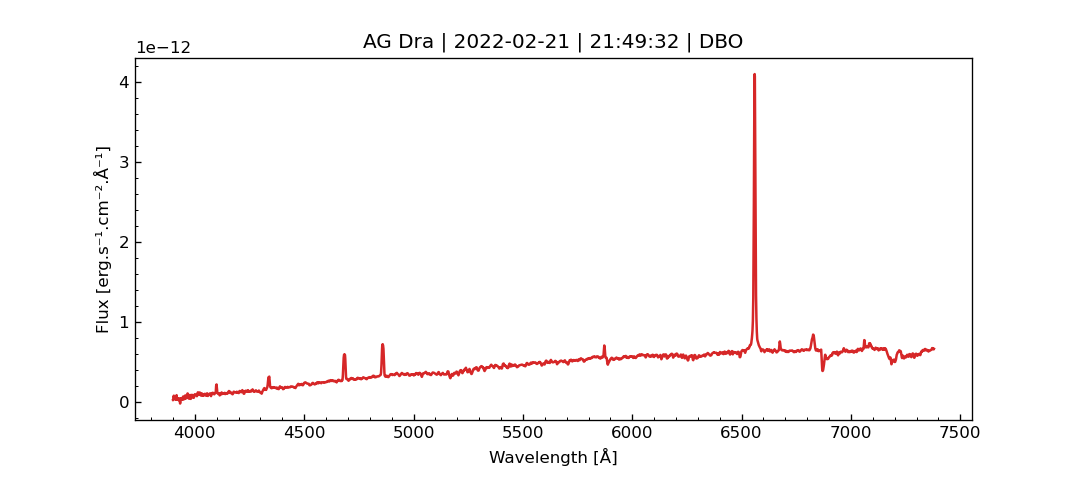 AG Dra | 2022-02-21 | 21:49:32 | DBO
1e−12
4
3
2
1
0
Flux [erg.s⁻¹.cm⁻².Å⁻¹]
4000 4500 5000 5500 6000 6500 7000 7500
Wavelength [Å]